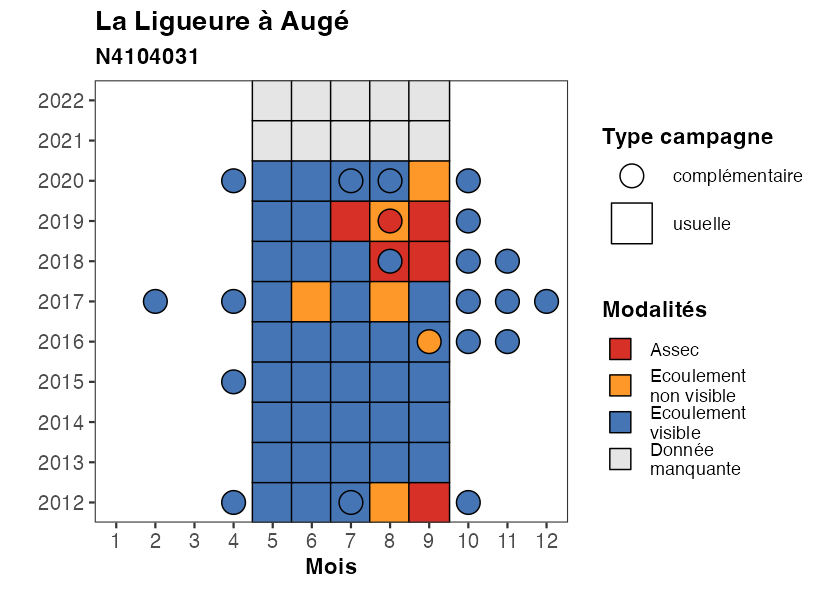 La Ligueure à Augé
N4104031
2022
2021
2020
2019
2018
2017
2016
2015
2014
2013
2012
1 2 3 4 5 6 7 8 9 10 11 12
Mois
Type campagne
complémentaire
usuelle
Modalités
Assec
Ecoulement
non visible
Ecoulement
visible
Donnée
manquante